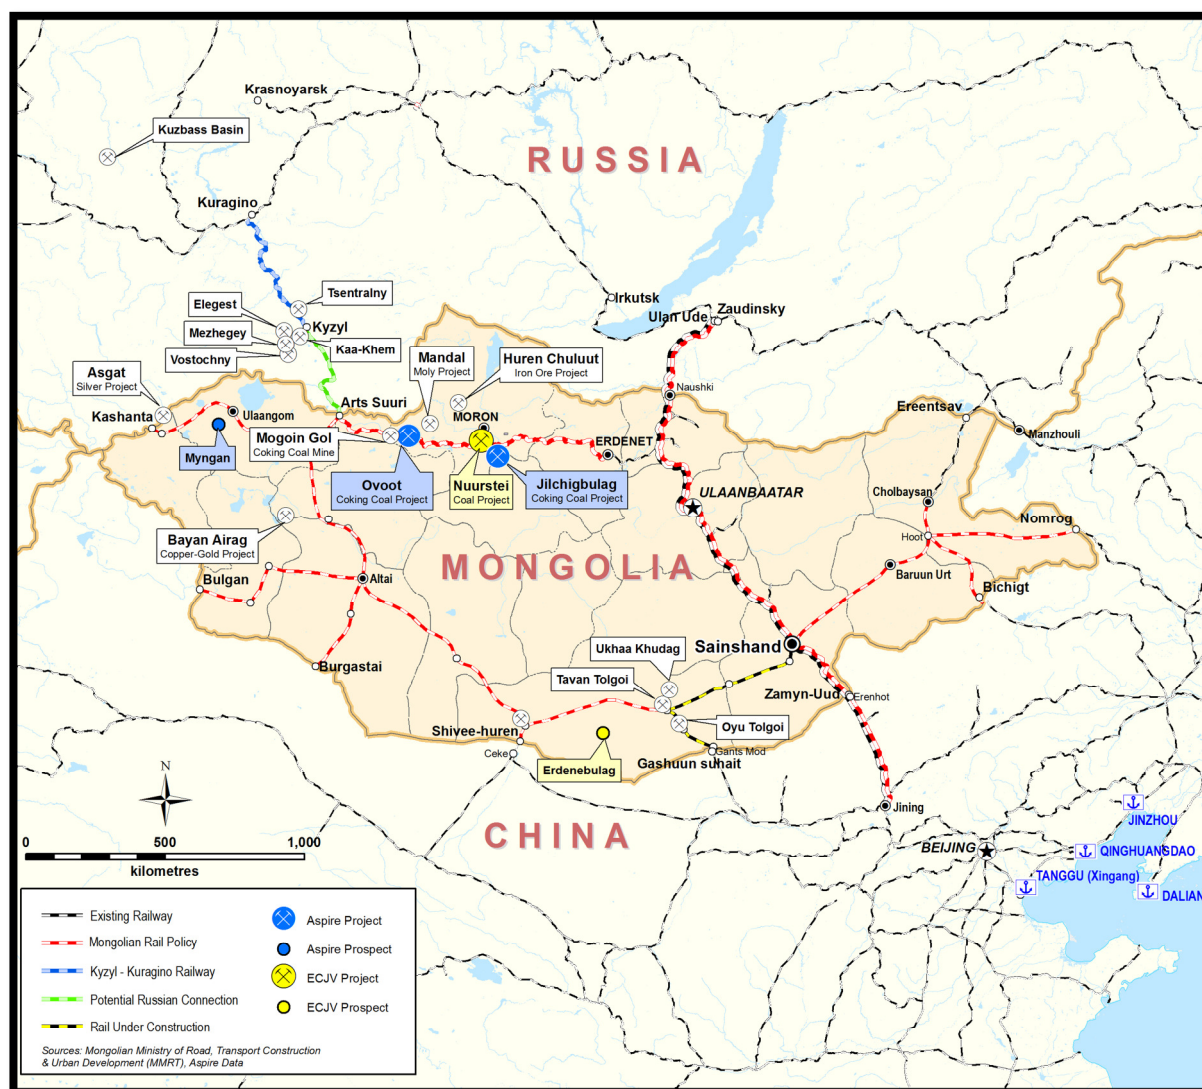 Krasnoyarsk
Kuzbass Basin
RUSSIA
Kuragino
Tsentralny
Elegest
Irkutsk
Ulan Ude
Zaudinsky
Kyzyl
Mezhegey
Kaa-Khem
Vostochny
Mandal
Moly Project
Huren Chuluut
Iron Ore Project
Asgat
Silver Project
Naushki
Arts Suuri
Ereentsav
Kashanta
Ulaangom
MORON
Manzhouli
Mogoin Gol
Coking Coal Mine
ERDENET
Myngan
Ovoot
Coking Coal Project
Nuurstei
Coal Project
Jilchigbulag
Coking Coal Project
ULAANBAATAR
Cholbaysan
Nomrog
Bayan Airag
Copper-Gold Project
Hoot
MONGOLIA
Bulgan
Altai
Baruun Urt
Bichigt
Sainshand
Ukhaa Khudag
Burgastai
Tavan Tolgoi
Zamyn-Uud
Erenhot
Shivee-huren
Oyu Tolgoi
Ceke
Gants Mod
Gashuun suhait
Erdenebulag
N
CHINA
Jining
JINZHOU
0 500 1,000
kilometres
BEIJING
QINGHUANGDAO
TANGGU (Xingang)
DALIAN
Existing Railway
Mongolian Rail Policy
Kyzyl - Kuragino Railway
Potential Russian Connection
Rail Under Construction
Aspire Project
Aspire Prospect
ECJV Project
ECJV Prospect
Sources: Mongolian Ministry of Road, Transport Construction
& Urban Development (MMRT), Aspire Data